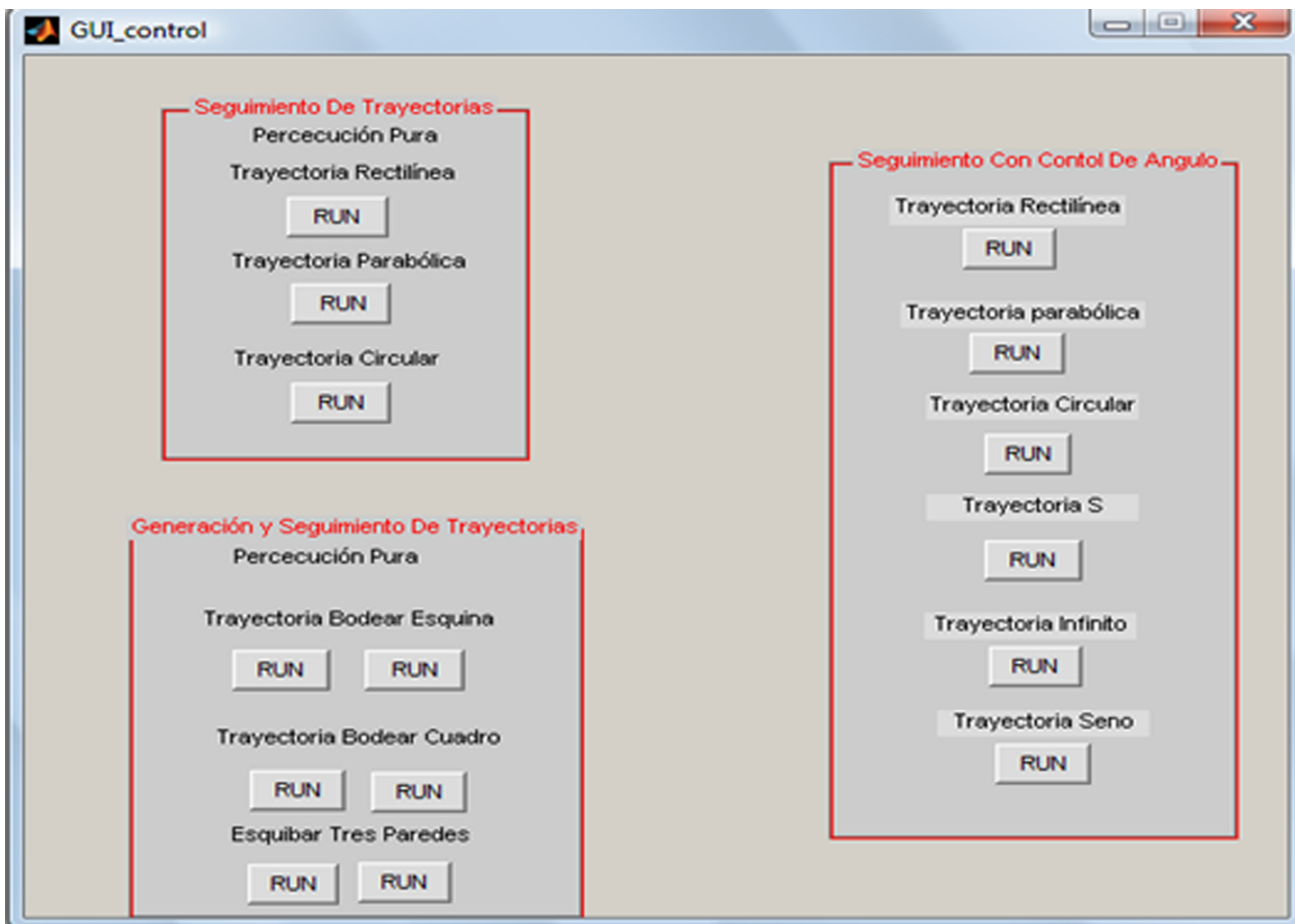 GUI_control
Seguimiento De Trayectorias
Percecución Pura
Trayectoria Rectilínea
RUN
Trayectoria Parabólica
RUN
Trayectoria Circular
RUN
Generación y Seguimiento De Trayectorias
Percecución Pura
Trayectoria Bodear Esquina
RUN RUN
Trayectoria Bodear Cuadro
RUN RUN
Esquibar Tres Paredes
RUN RUN
Seguimiento Con Contol De Angulo
Trayectoria Rectilínea
RUN
Trayectoria parabólica
RUN
Trayectoria Circular
RUN
Trayectoria S
RUN
Trayectoria Infinito
RUN
Trayectoria Seno
RUN